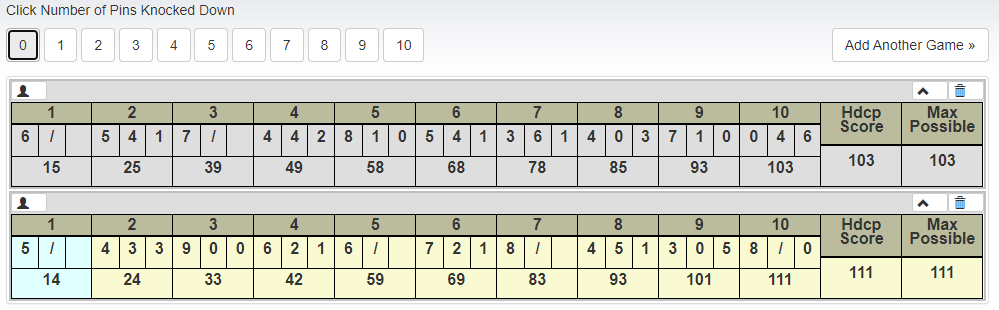 Click Number of Pins Knocked Down
0 1 2 3 4 5 6 7 8 9 10 Add Another Game »
1 2 3 4 5 6 7 8 9 10 Hdcp Score Max Possible
6 / 5 4 1 7 / 4 4 2 8 1 0 5 4 1 3 6 1 4 0 3 7 1 0 0 4 6
15 25 39 49 58 68 78 85 93 103 103 103
1 2 3 4 5 6 7 8 9 10 Hdcp Score Max Possible
5 / 4 3 3 9 0 0 6 2 1 6 / 7 2 1 8 / 4 5 1 3 0 5 8 / 0
14 24 33 42 59 69 83 93 101 111 111 111